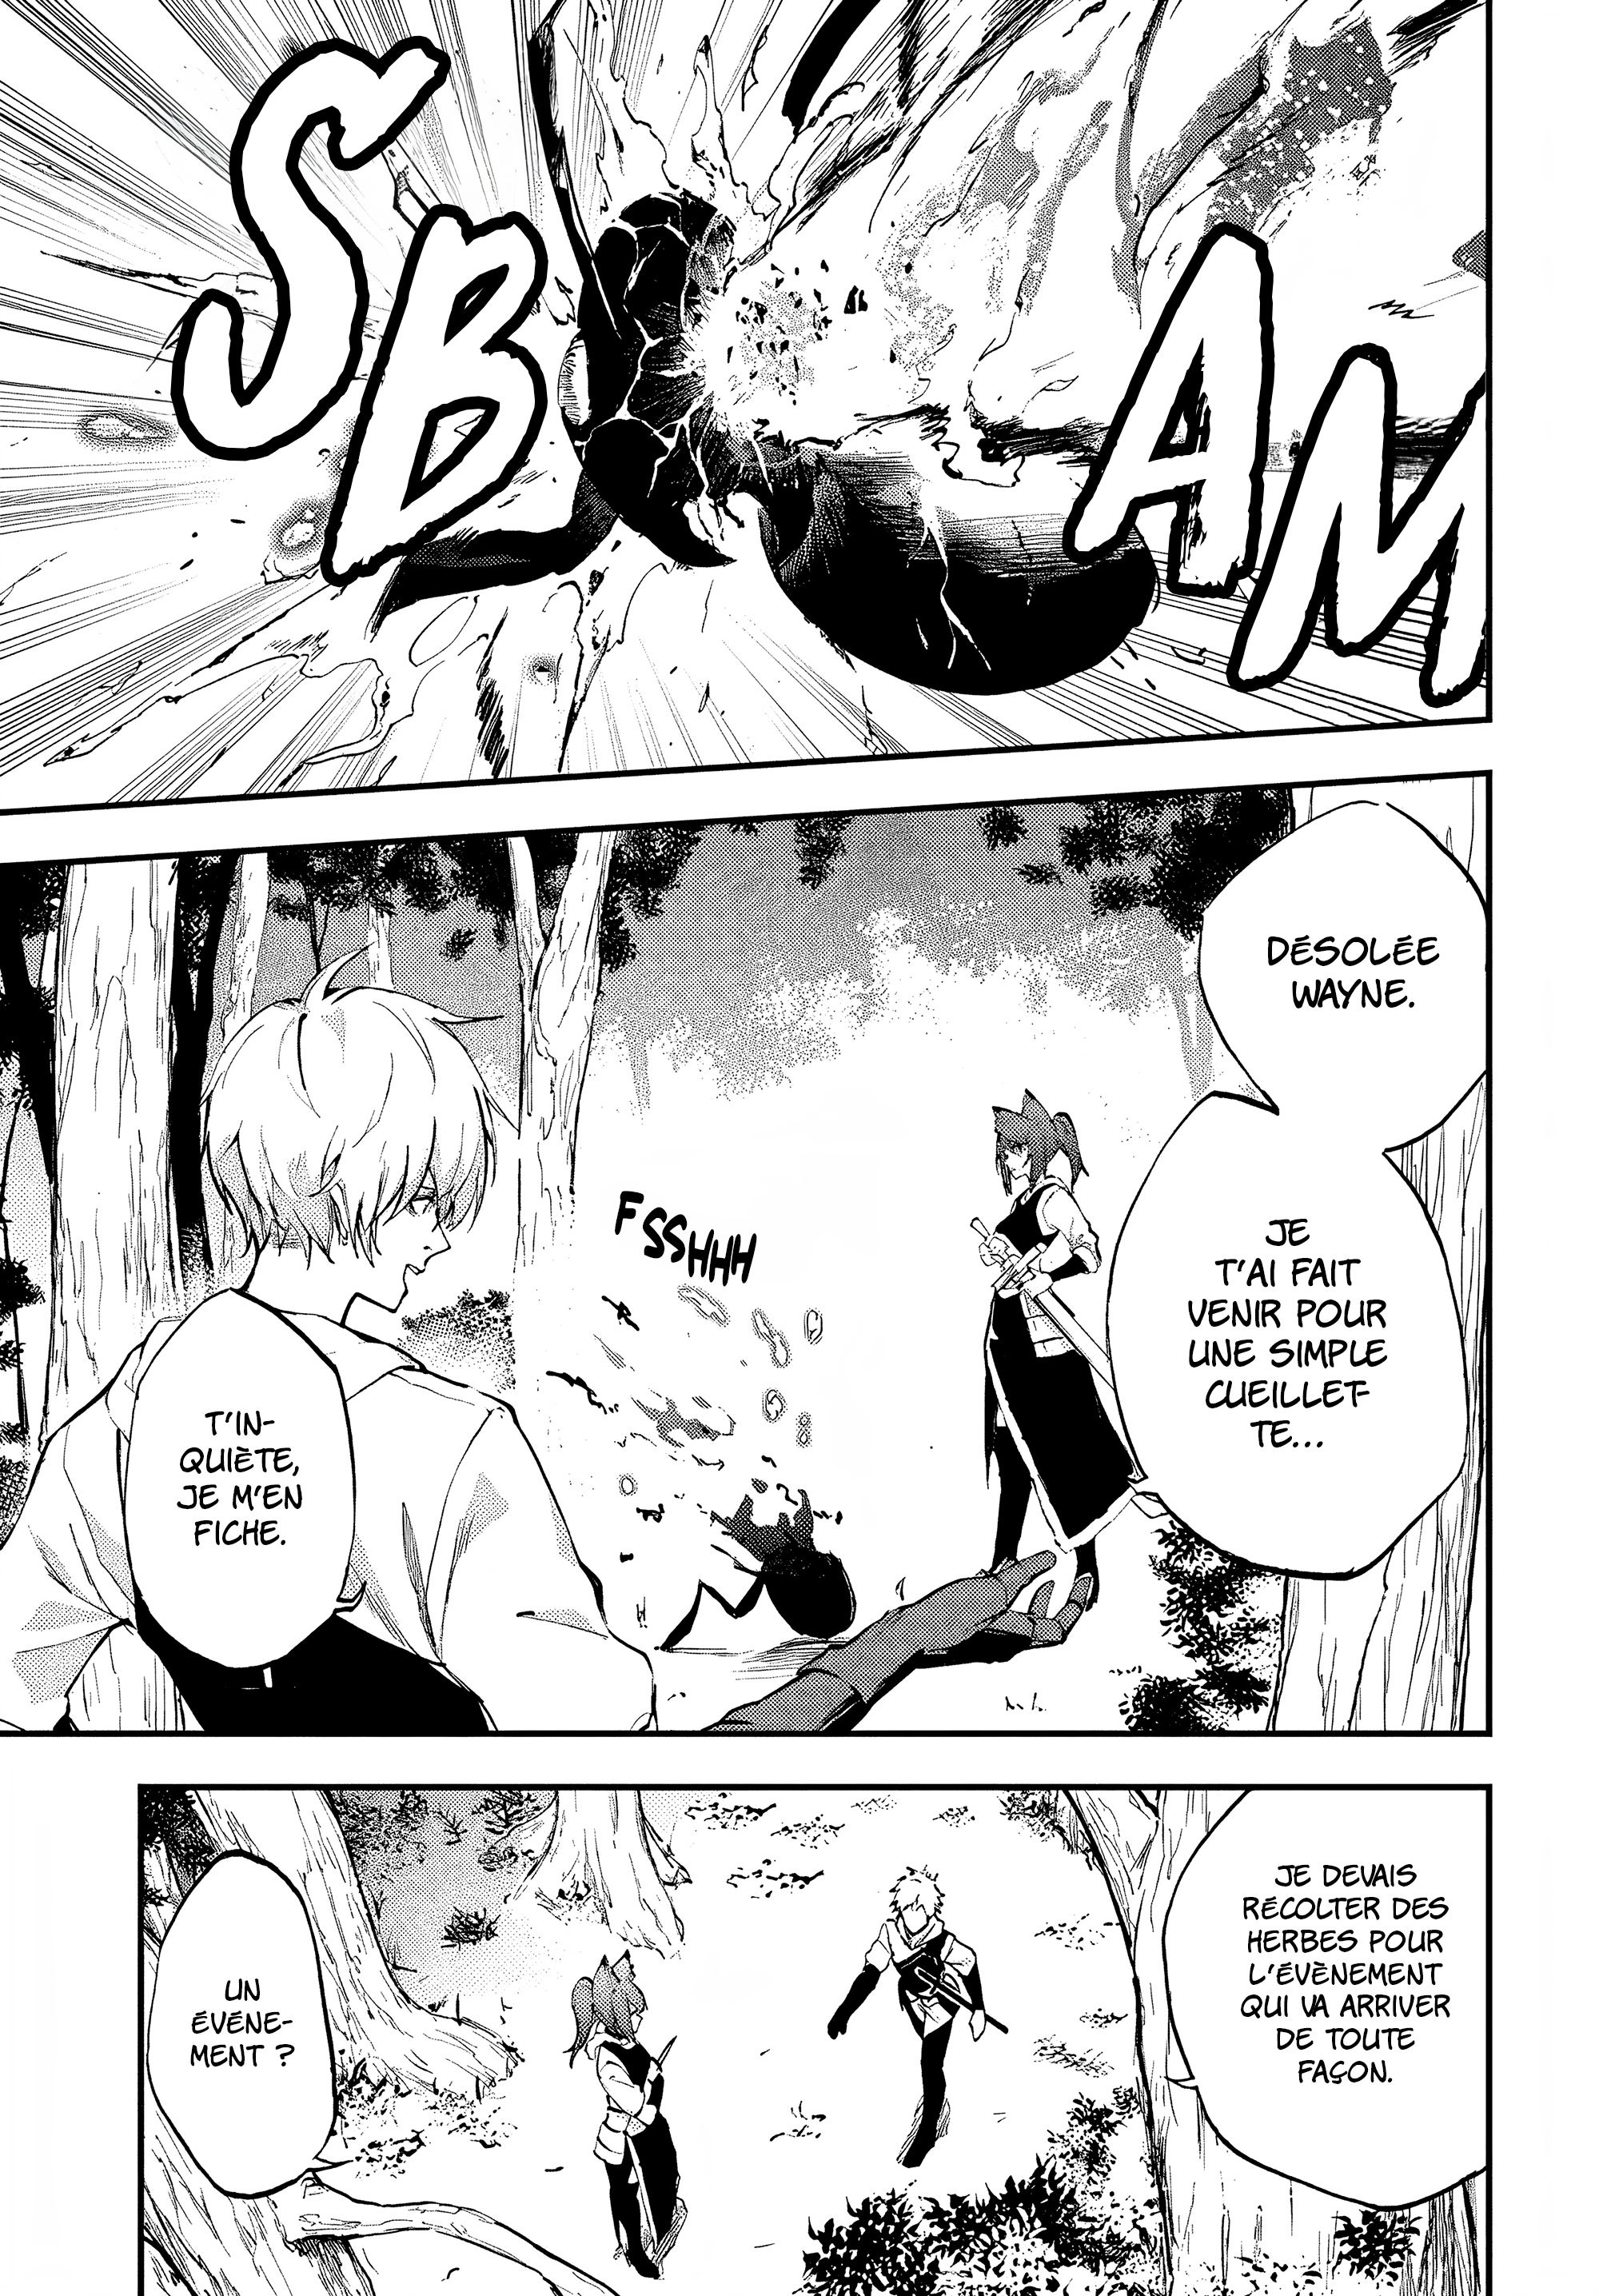 SBAM
DÉSOLÉE
WAYNE.
JE
T'AI FAIT
VENIR POUR
UNE SIMPLE
CUEILLET-
TE...
FSSHHH
T'IN-
QUIÈTE,
JE M'EN
FICHE.
JE DEVAIS
RÉCOLTER DES
HERBES POUR
L'ÉVÈNEMENT
QUI VA ARRIVER
DE TOUTE
FAÇON.
UN
ÉVÉNE-
MENT ?